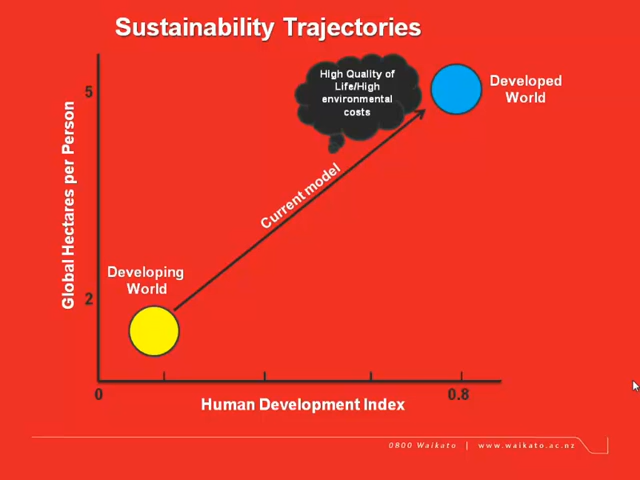 Sustainability Trajectories
High Quality of
Life/High
environmental
costs
Developed
World
5
Global Hectares per Person
Current model
Developing
World
2
0
0.8
Human Development Index
0800 Waikato | www.waikato.ac.nz